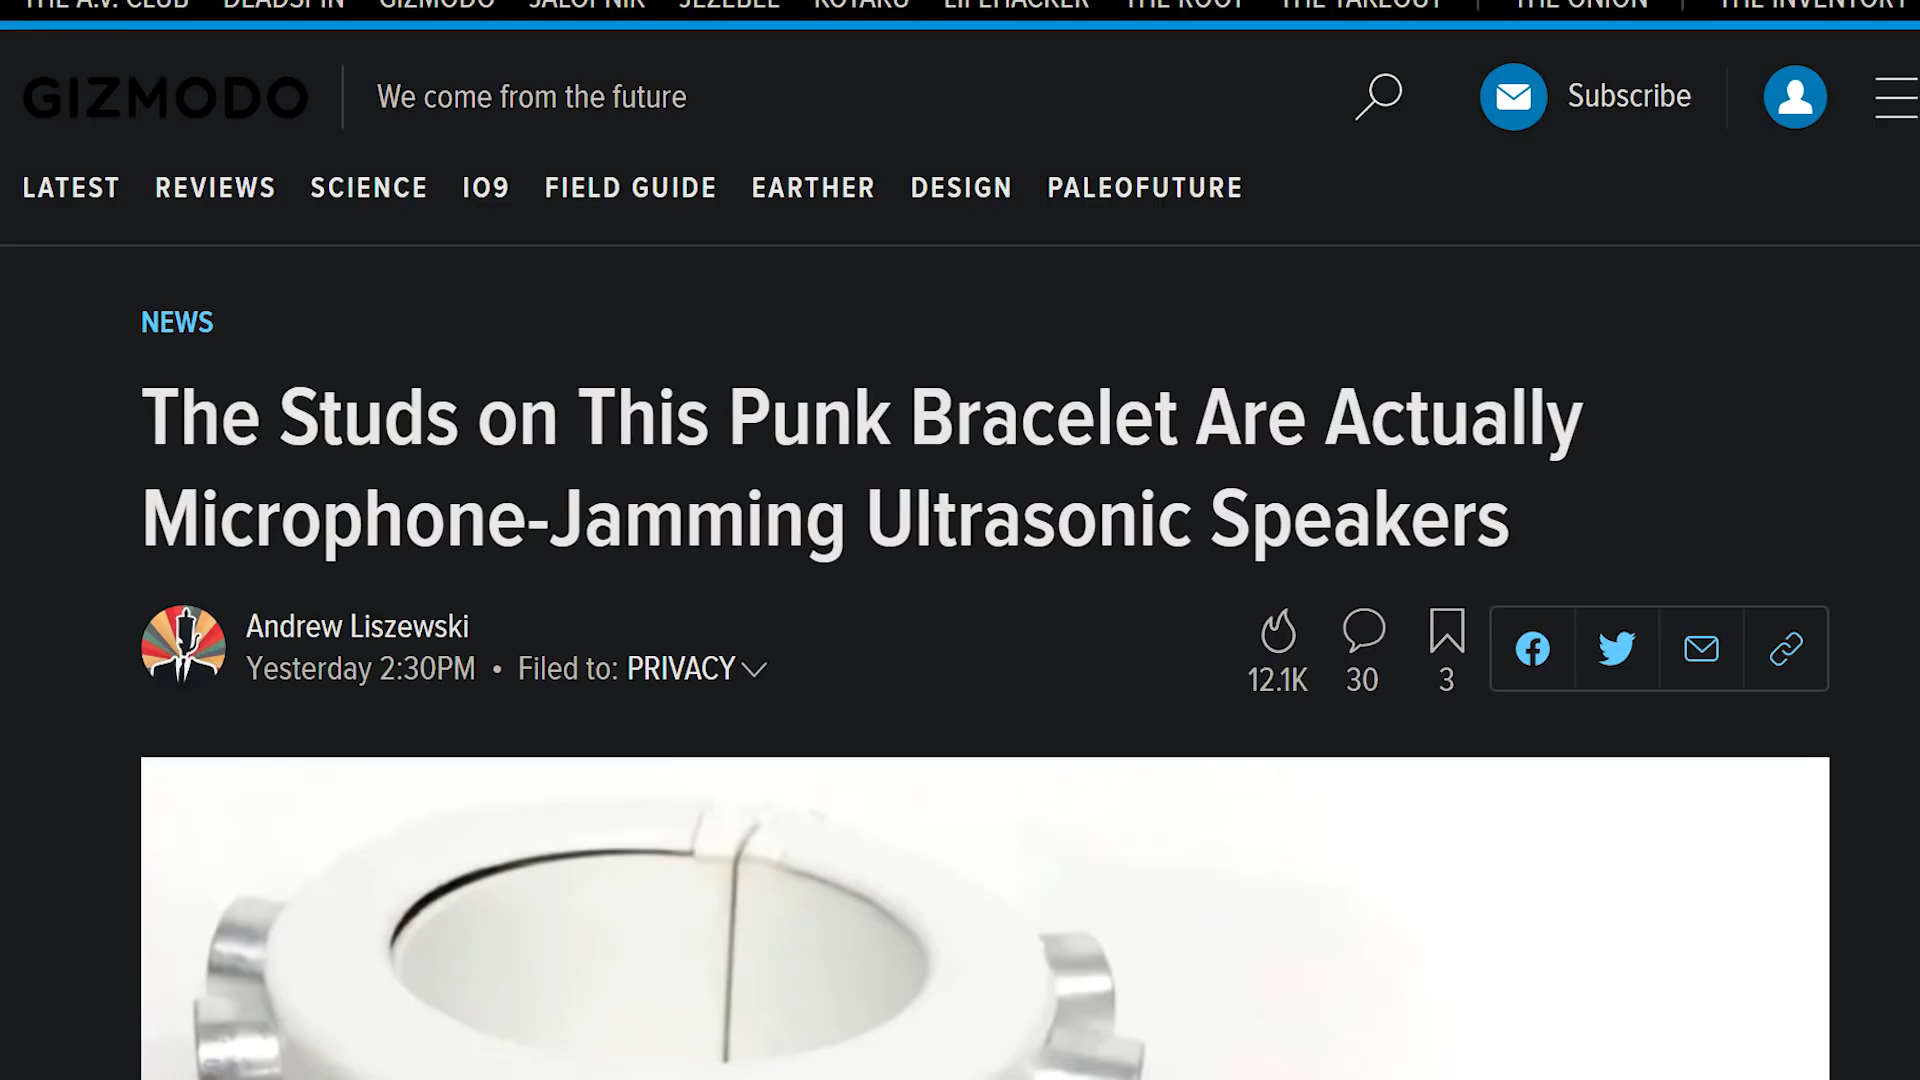 THE A.V. CLUB DEADSPIN GIZMODO JALOPNIK JEZEBEL KOTAKU LIFEHACKER THE ROOT THE TAKEOUT THE ONION THE INVENTORY
GIZMODO We come from the future Subscribe
LATEST REVIEWS SCIENCE IO9 FIELD GUIDE EARTHER DESIGN PALEOFUTURE
NEWS
The Studs on This Punk Bracelet Are Actually
Microphone-Jamming Ultrasonic Speakers
Andrew Liszewski
Yesterday 2:30PM • Filed to: PRIVACY
12.1K 30 3